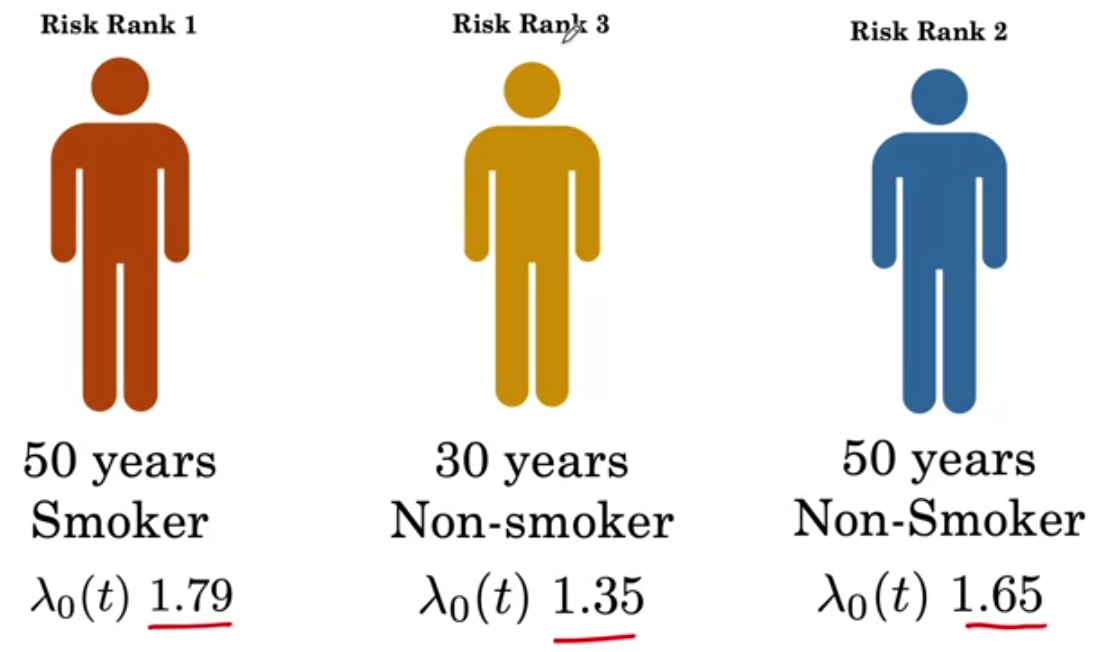 Risk Rank 1
50 years
Smoker
λ₀(t) 1.79
Risk Rank 3
30 years
Non-smoker
λ₀(t) 1.35
Risk Rank 2
50 years
Non-Smoker
λ₀(t) 1.65